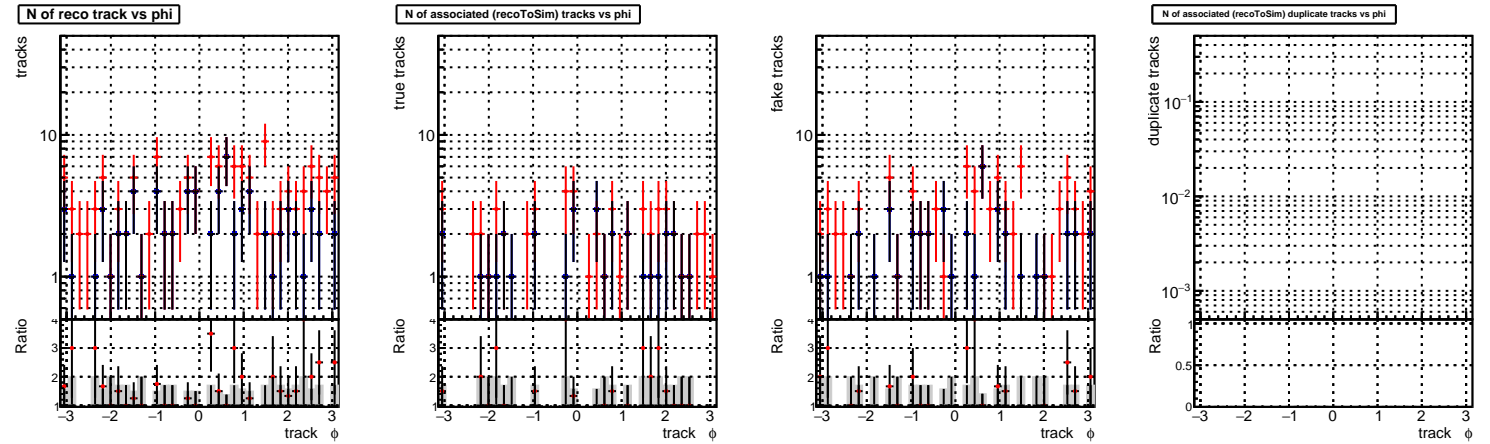 N of reco track vs phi
tracks
10
1
Ratio
4
3
2
1
−3 −2 −1 0 1 2 3
track ϕ
N of associated (recoToSim) tracks vs phi
true tracks
10
1
Ratio
4
3
2
1
−3 −2 −1 0 1 2 3
track ϕ
fake tracks
10
1
Ratio
4
3
2
1
−3 −2 −1 0 1 2 3
track ϕ
N of associated (recoToSim) duplicate tracks vs phi
duplicate tracks
10⁻¹
10⁻²
10⁻³
Ratio
1
0.5
0
−3 −2 −1 0 1 2 3
track ϕ